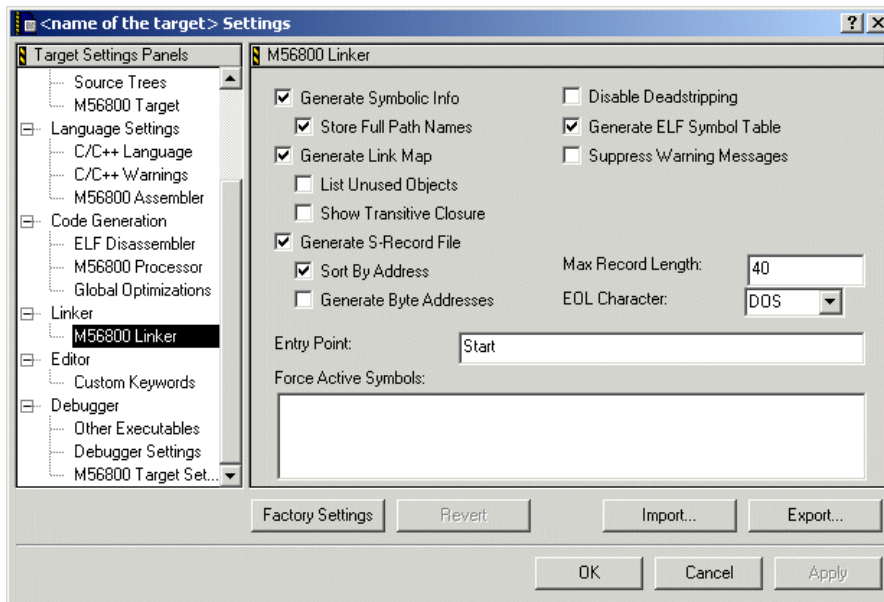 <name of the target> Settings
Target Settings Panels
Source Trees
M56800 Target
Language Settings
C/C++ Language
C/C++ Warnings
M56800 Assembler
Code Generation
ELF Disassembler
M56800 Processor
Global Optimizations
Linker
M56800 Linker
Editor
Custom Keywords
Debugger
Other Executables
Debugger Settings
M56800 Target Set...
M56800 Linker
Generate Symbolic Info
Store Full Path Names
Generate Link Map
List Unused Objects
Show Transitive Closure
Generate S-Record File
Sort By Address
Generate Byte Addresses
Disable Deadstripping
Generate ELF Symbol Table
Suppress Warning Messages
Max Record Length: 40
EOL Character: DOS
Entry Point: Start
Force Active Symbols:
Factory Settings Revert Import... Export...
OK Cancel Apply